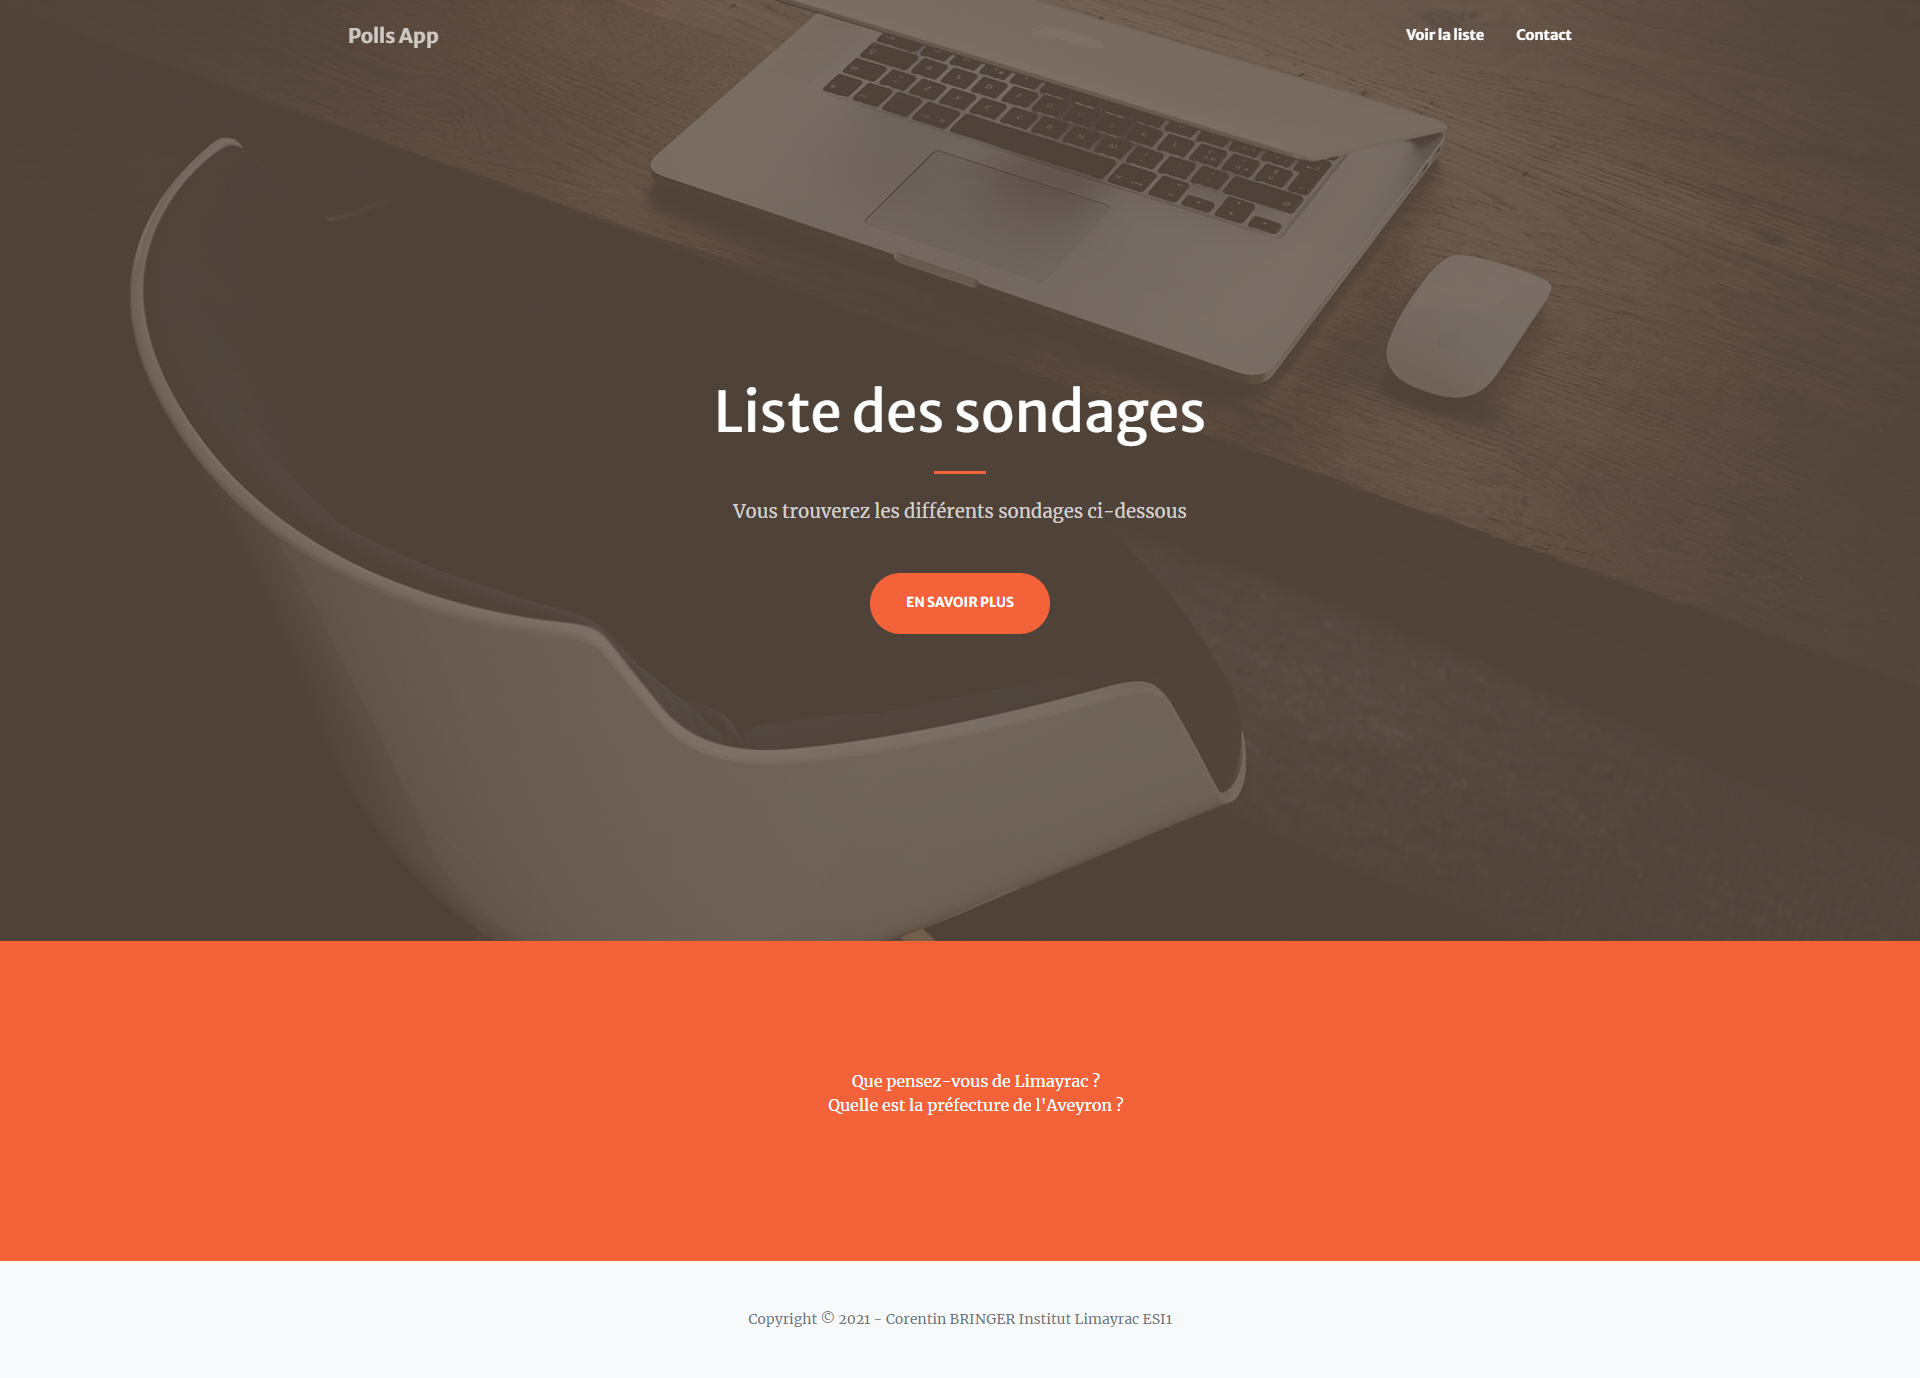 Polls App
Voir la liste
Contact
Liste des sondages
Vous trouverez les différents sondages ci-dessous
EN SAVOIR PLUS
Que pensez-vous de Limayrac ?
Quelle est la préfecture de l'Aveyron ?
Copyright © 2021 - Corentin BRINGER Institut Limayrac ESI1